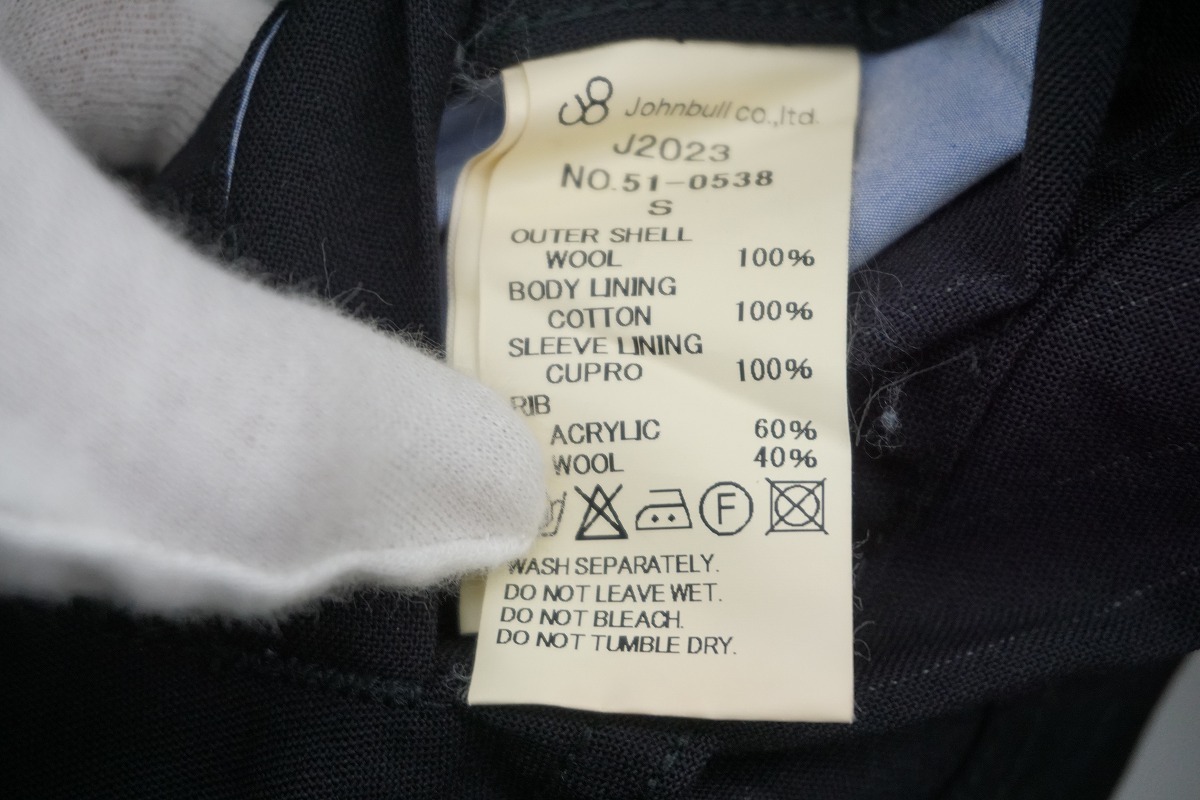 Johnbull co.,ltd.
J2023
NO. 51-0538
S
OUTER SHELL
WOOL 100%
BODY LINING
COTTON 100%
SLEEVE LINING
CUPRO 100%
RIB
ACRYLIC 60%
WOOL 40%
F
WASH SEPARATELY.
DO NOT LEAVE WET.
DO NOT BLEACH.
DO NOT TUMBLE DRY.